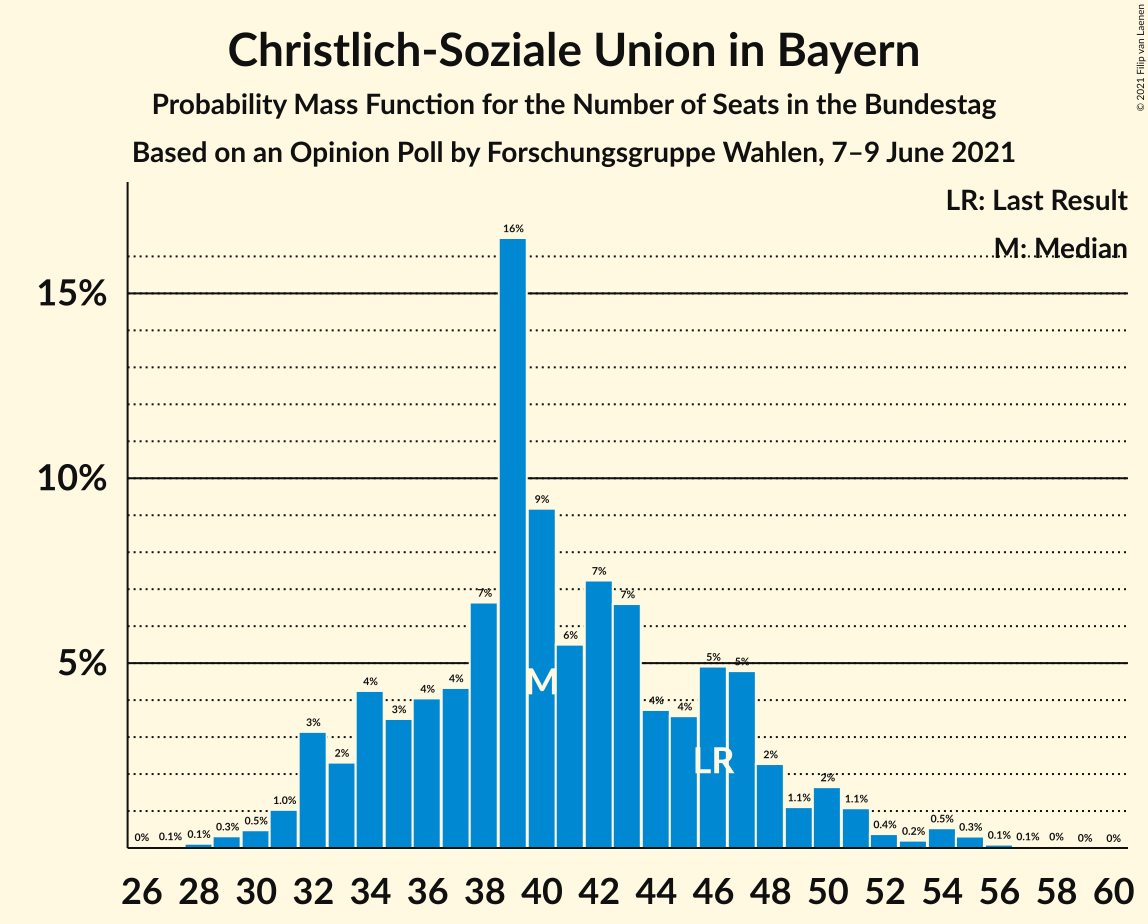 Christlich-Soziale Union in Bayern
Probability Mass Function for the Number of Seats in the Bundestag
Based on an Opinion Poll by Forschungsgruppe Wahlen, 7–9 June 2021
© 2021 Filip van Laenen
LR: Last Result
M: Median
15%
10%
5%
0% 0.1% 0.1% 0.3% 0.5% 1.0% 3% 2% 4% 3% 4% 4% 7% 16% 9% 6% 7% 7% 4% 4% 5% 5% 2% 1.1% 2% 1.1% 0.4% 0.2% 0.5% 0.3% 0.1% 0.1% 0% 0% 0%
M
LR
26 28 30 32 34 36 38 40 42 44 46 48 50 52 54 56 58 60